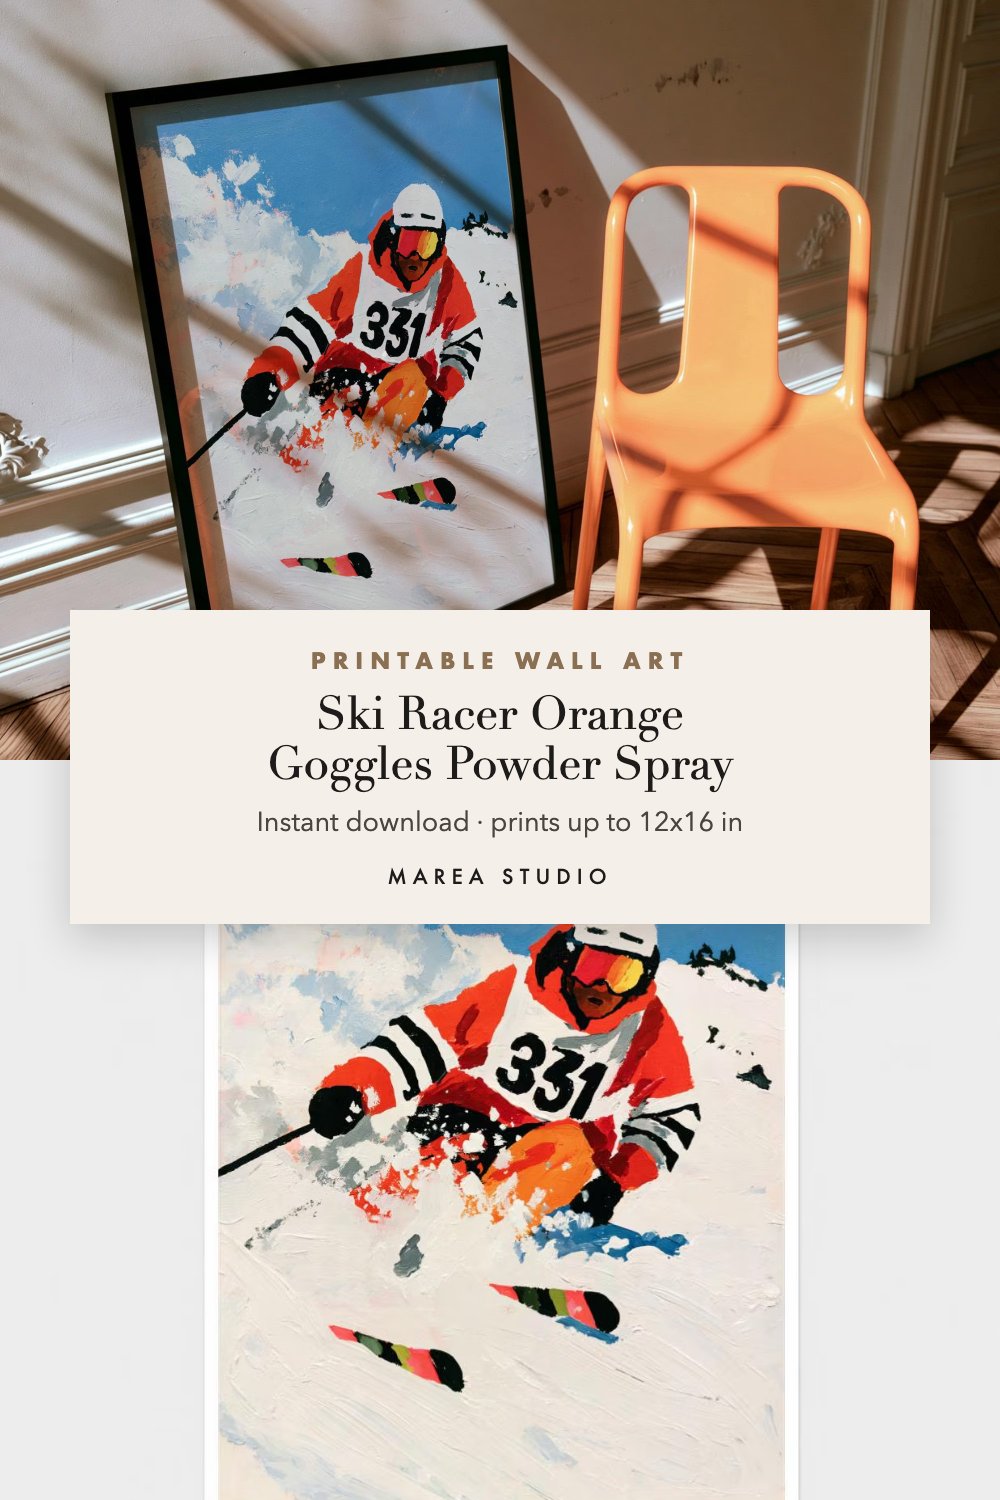 331
PRINTABLE WALL ART
Ski Racer Orange
Goggles Powder Spray
Instant download · prints up to 12x16 in
MAREA STUDIO
331